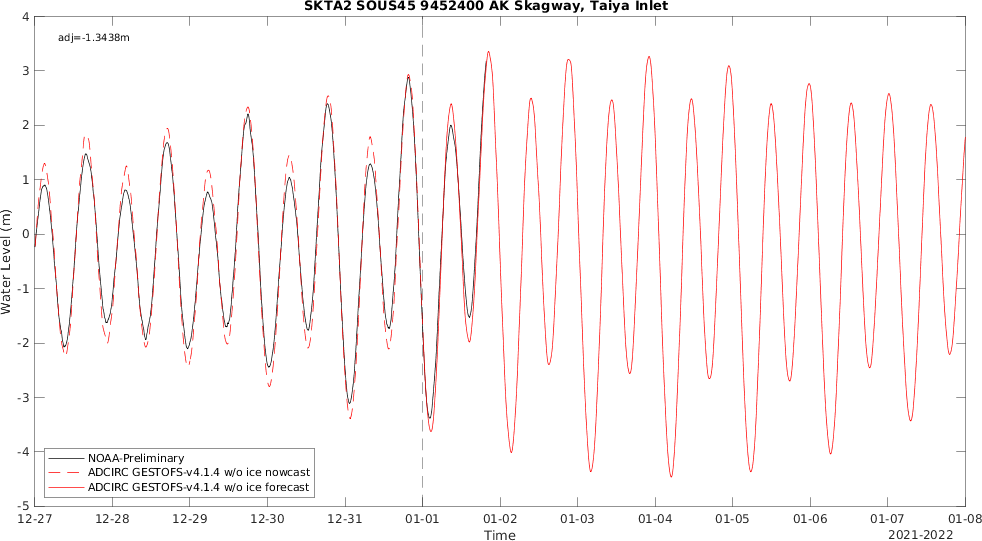 SKTA2 SOUS45 9452400 AK Skagway, Taiya Inlet
adj=-1.3438m
4
3
2
1
0
-1
-2
-3
-4
-5
Water Level (m)
NOAA-Preliminary
ADCIRC GESTOFS-v4.1.4 w/o ice nowcast
ADCIRC GESTOFS-v4.1.4 w/o ice forecast
12-27 12-28 12-29 12-30 12-31 01-01 01-02 01-03 01-04 01-05 01-06 01-07 01-08
Time
2021-2022